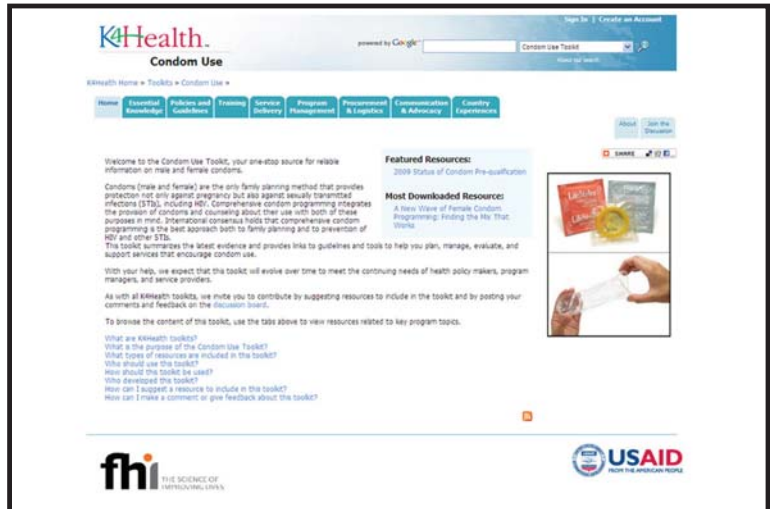 K4Health
Condom Use
Sign In | Create an Account
powered by Google
Condom Use Toolkit
About our search
K4Health Home » Toolkits » Condom Use »
Home
Essential Knowledge
Policies and Guidelines
Training
Service Delivery
Program Management
Procurement & Logistics
Communication & Advocacy
Country Experiences
About
Join the Discussion
SHARE
Welcome to the Condom Use Toolkit, your one-stop source for reliable
information on male and female condoms.
Condoms (male and female) are the only family planning method that provides
protection not only against pregnancy but also against sexually transmitted
infections (STIs), including HIV. Comprehensive condom programming integrates
the provision of condoms and counseling about their use with both of these
purposes in mind. International consensus holds that comprehensive condom
programming is the best approach both to family planning and to prevention of
HIV and other STIs.
This toolkit summarizes the latest evidence and provides links to guidelines and tools to help you plan, manage, evaluate, and
support services that encourage condom use.
With your help, we expect that this toolkit will evolve over time to meet the continuing needs of health policy makers, program
managers, and service providers.
As with all K4Health toolkits, we invite you to contribute by suggesting resources to include in the toolkit and by posting your
comments and feedback on the discussion board.
To browse the content of this toolkit, use the tabs above to view resources related to key program topics.
What are K4Health toolkits?
What is the purpose of the Condom Use Toolkit?
What types of resources are included in this toolkit?
Who should use this toolkit?
How should this toolkit be used?
Who developed this toolkit?
How can I suggest a resource to include in this toolkit?
How can I make a comment or give feedback about this toolkit?
Featured Resources:
2009 Status of Condom Pre-qualification
Most Downloaded Resource:
A New Wave of Female Condom
Programming: Finding the Mix That
Works
fhi
THE SCIENCE OF
IMPROVING LIVES
USAID
FROM THE AMERICAN PEOPLE